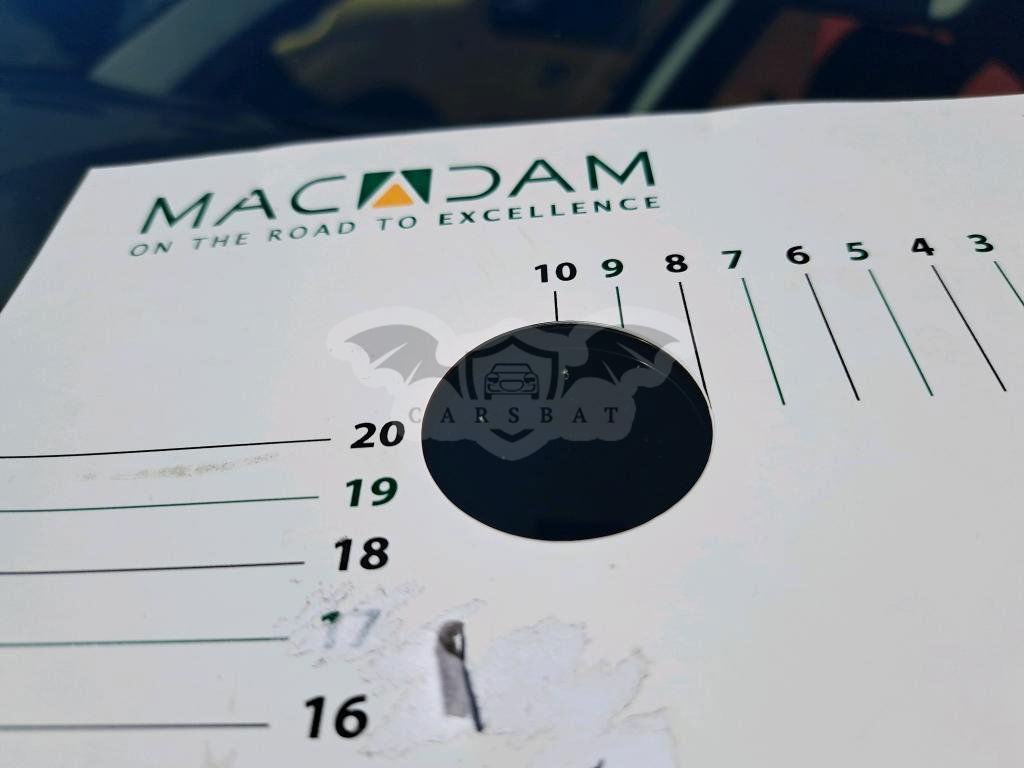 MACADAM
ON THE ROAD TO EXCELLENCE
10 9 8 7 6 5 4 3
CARSBAT
20
19
18
17
16